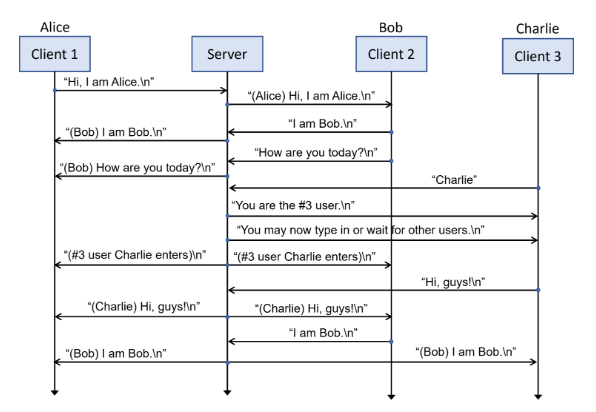 Alice
Bob
Charlie
Client 1
Server
Client 2
Client 3
“Hi, I am Alice.\n”
“(Alice) Hi, I am Alice.\n”
“I am Bob.\n”
“(Bob) I am Bob.\n”
“How are you today?\n”
“(Bob) How are you today?\n”
“Charlie”
“You are the #3 user.\n”
“You may now type in or wait for other users.\n”
“(#3 user Charlie enters)\n”
“(#3 user Charlie enters)\n”
“Hi, guys!\n”
“(Charlie) Hi, guys!\n”
“(Charlie) Hi, guys!\n”
“I am Bob.\n”
“(Bob) I am Bob.\n”
“(Bob) I am Bob.\n”